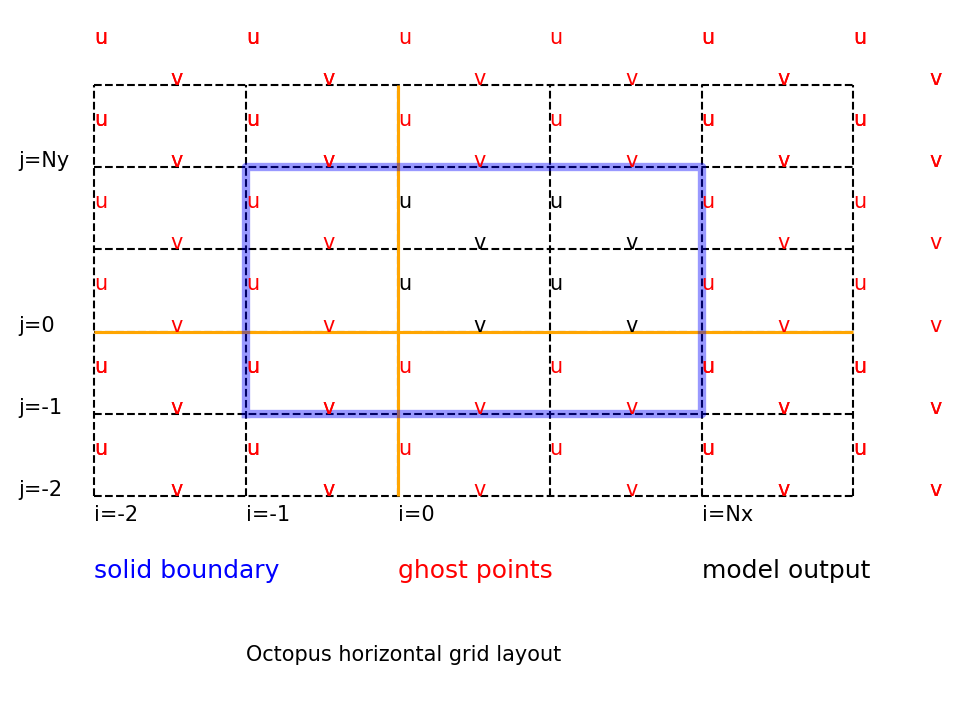 u u u u u u
v v v v v v
u u u u u u
j=Ny v v v v v v
u u u u u u
v v v v v v
u u u u u u
j=0 v v v v v v
u u u u u u
j=-1 v v v v v v
u u u u u u
j=-2 v v v v v v
i=-2 i=-1 i=0 i=Nx
solid boundary ghost points model output
Octopus horizontal grid layout